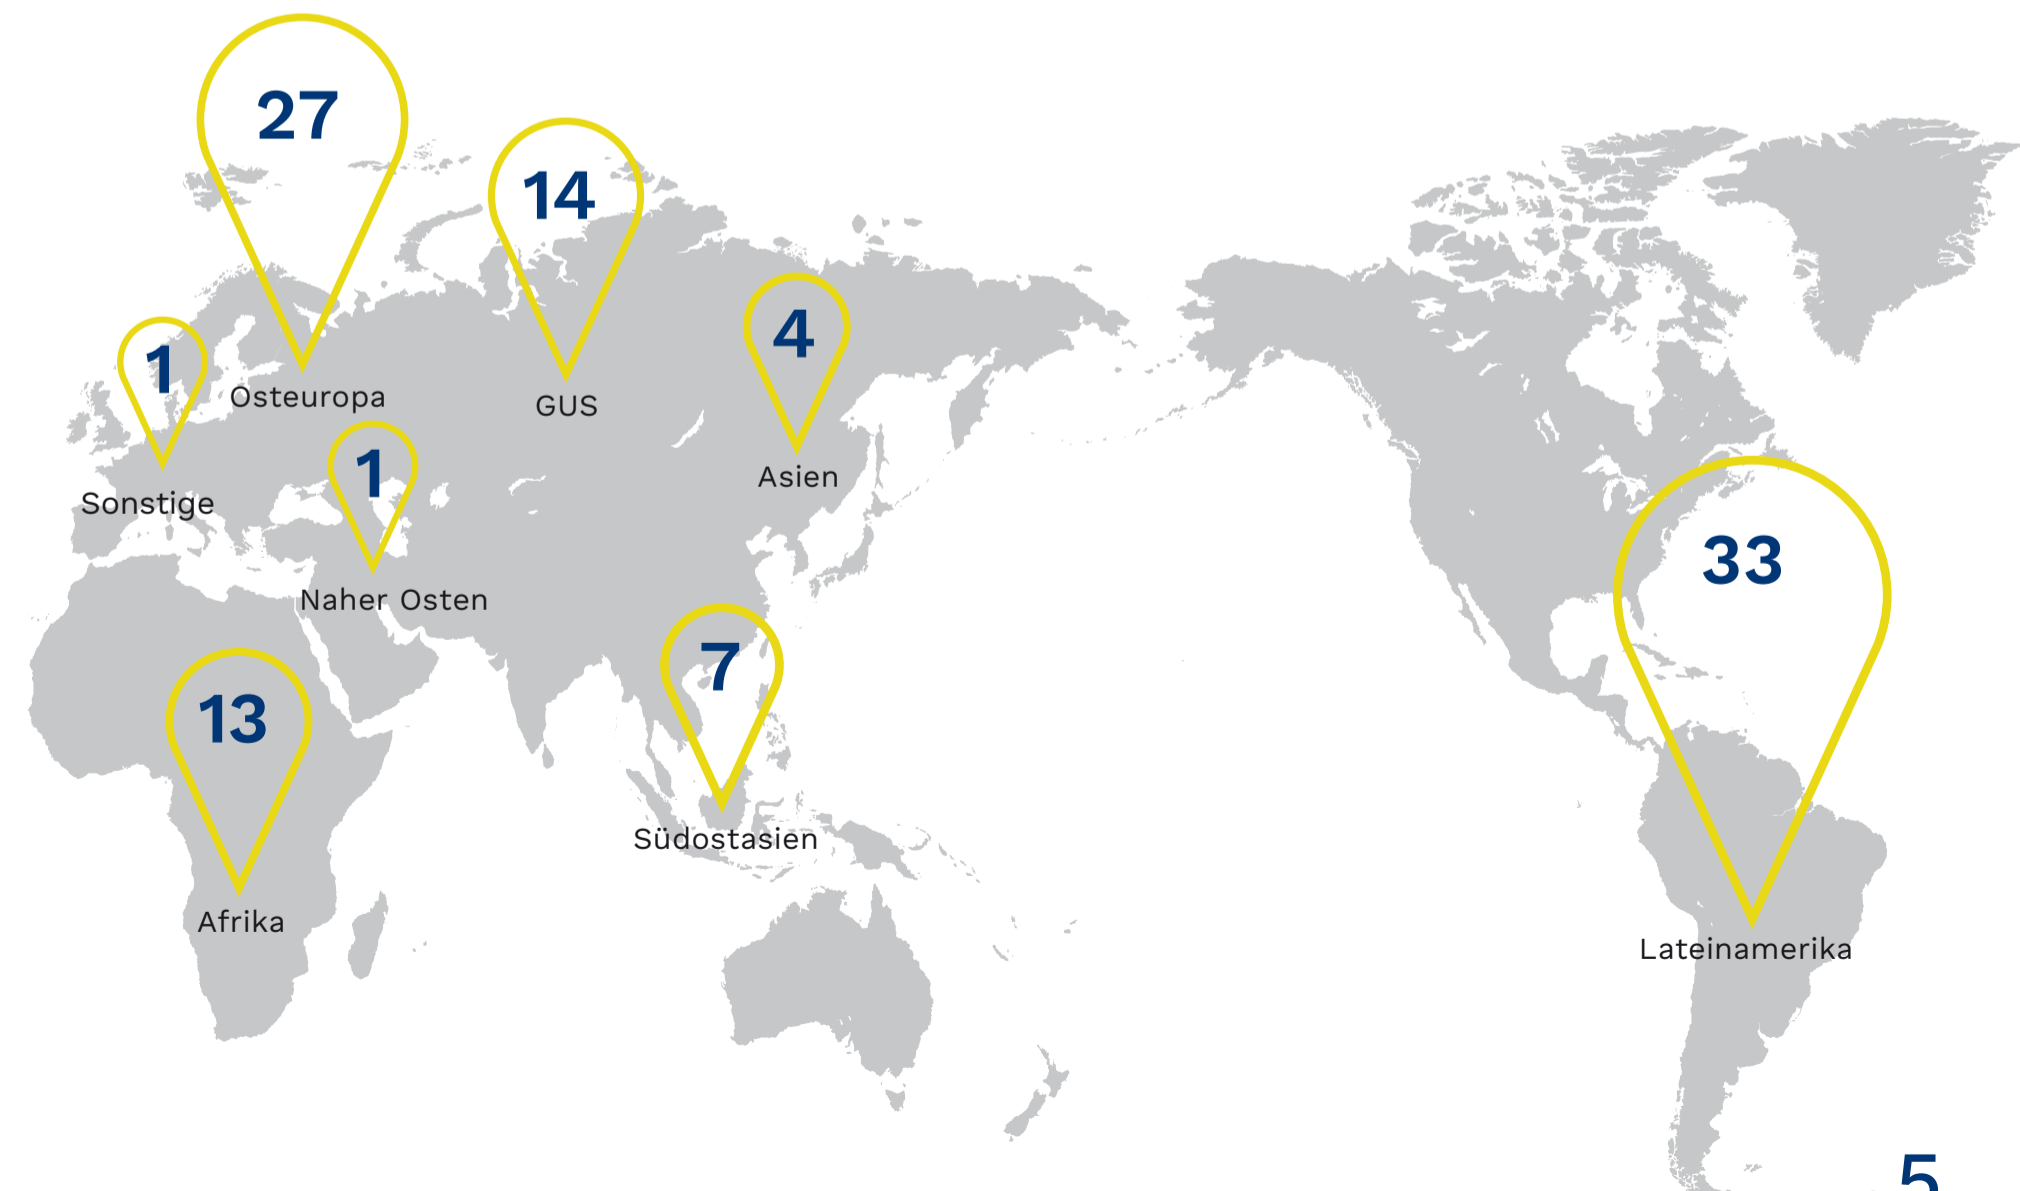 27
Osteuropa
14
GUS
4
Asien
1
Sonstige
1
Naher Osten
33
Lateinamerika
13
Afrika
7
Südostasien
5